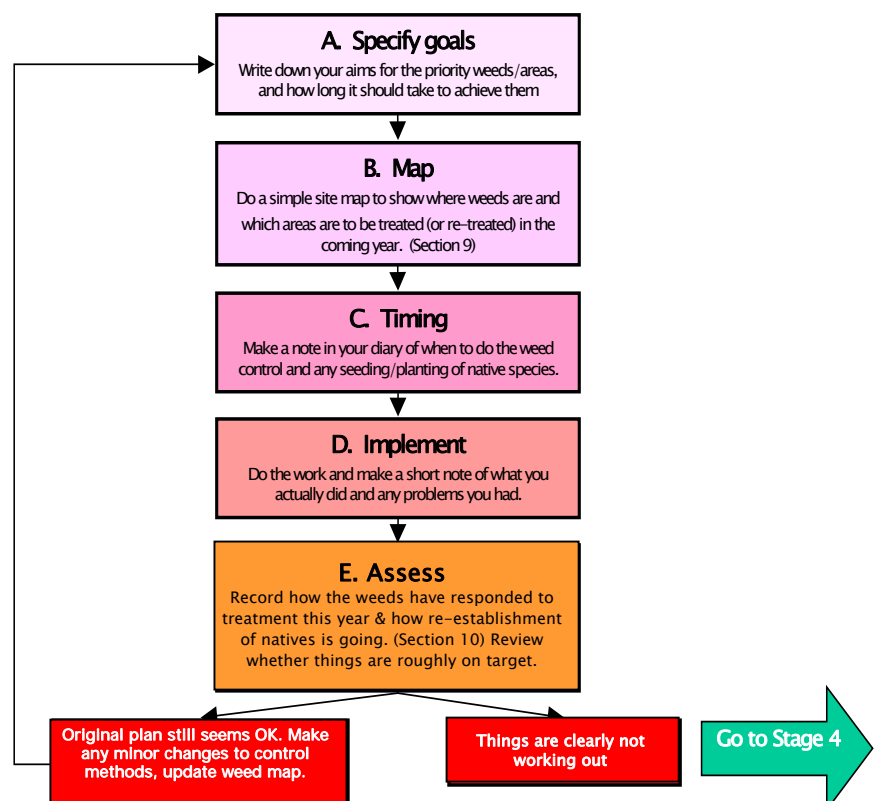 A. Specify goals
Write down your aims for the priority weeds/areas,
and how long it should take to achieve them
B. Map
Do a simple site map to show where weeds are and
which areas are to be treated (or re-treated) in the
coming year. (Section 9)
C. Timing
Make a note in your diary of when to do the weed
control and any seeding/planting of native species.
D. Implement
Do the work and make a short note of what you
actually did and any problems you had.
E. Assess
Record how the weeds have responded to
treatment this year & how re-establishment
of natives is going. (Section 10) Review
whether things are roughly on target.
Original plan still seems OK. Make
any minor changes to control
methods, update weed map.
Things are clearly not
working out
Go to Stage 4